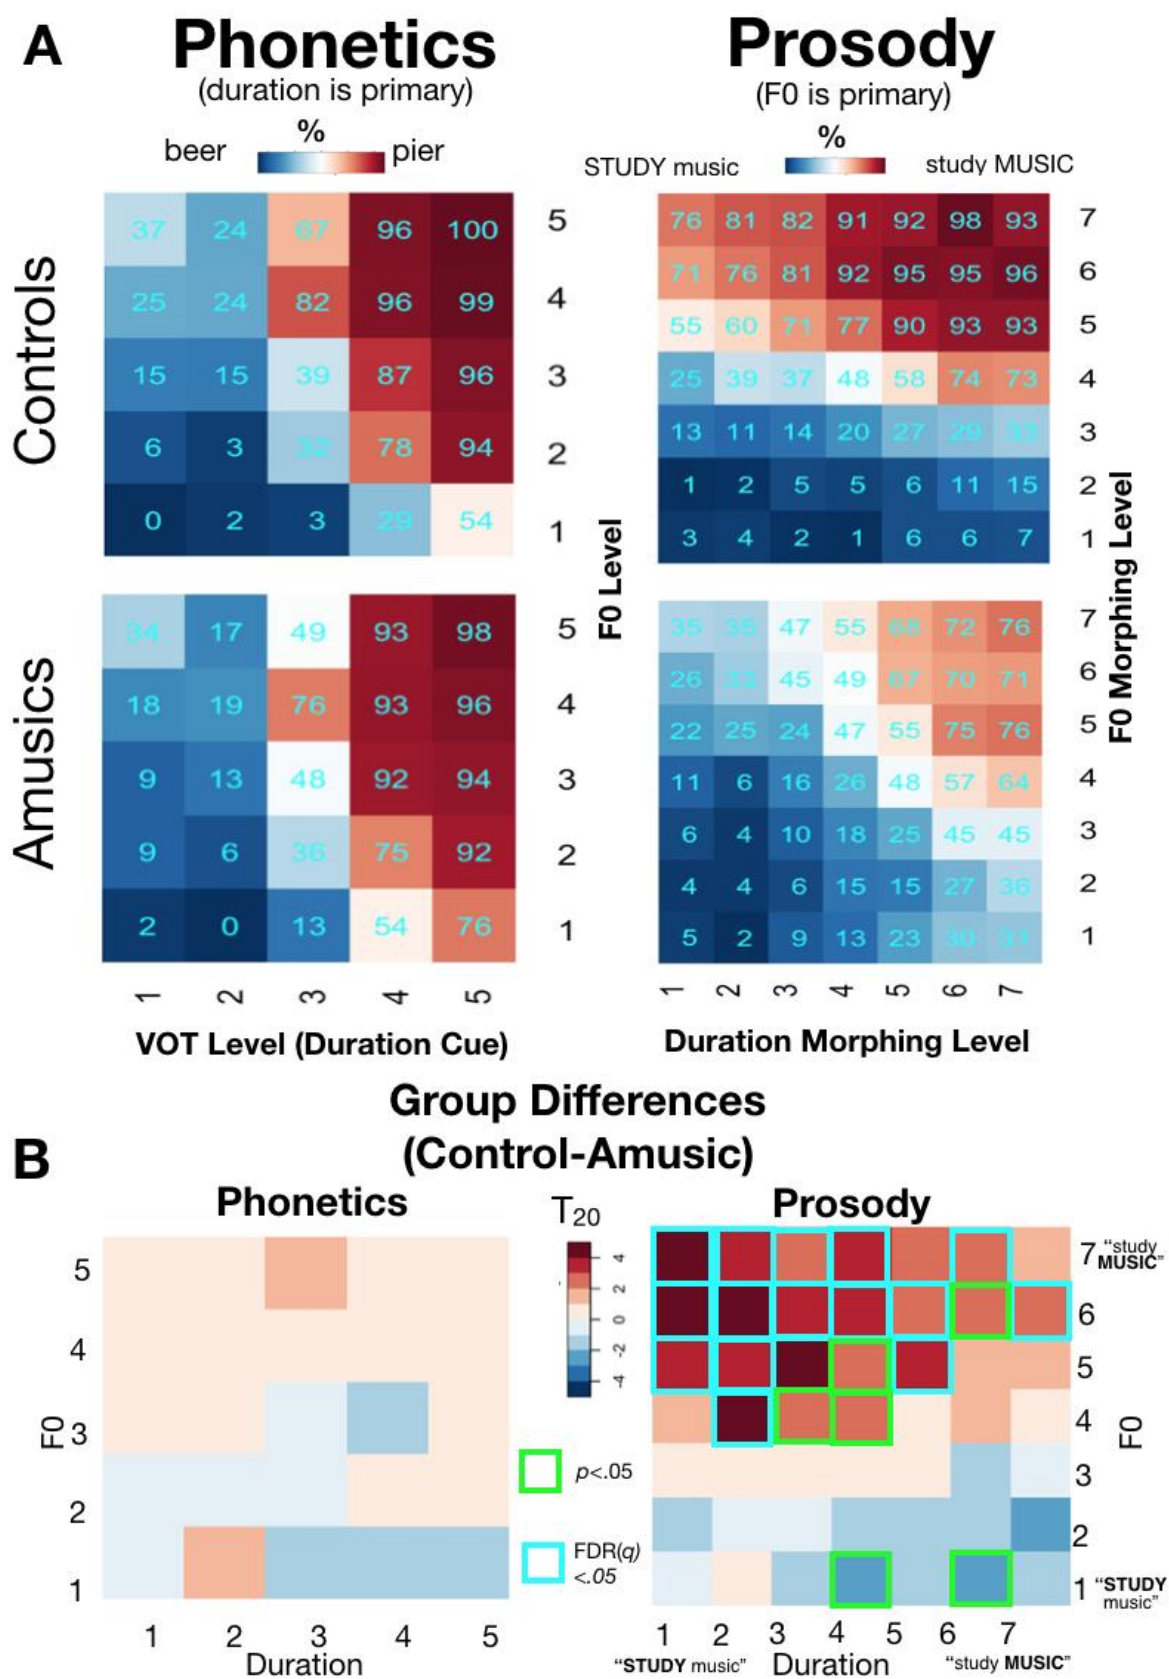 A
Phonetics
(duration is primary)
%
beer
pier
Prosody
(F0 is primary)
%
STUDY music
study MUSIC
Controls
37 24 67 96 100 5
25 24 82 96 99 4
15 15 39 87 96 3
6 3 32 78 94 2
0 2 3 29 54 1
F0 Level
76 81 82 91 92 98 93 7
71 76 81 92 95 95 96 6
55 60 71 77 90 93 93 5
25 39 37 48 58 74 73 4
13 11 14 20 27 29 33 3
1 2 5 5 6 11 15 2
3 4 2 1 6 6 7 1
F0 Morphing Level
Amusics
34 17 49 93 98 5
18 19 76 93 96 4
9 13 48 92 94 3
9 6 36 75 92 2
2 0 13 54 76 1
1 2 3 4 5
VOT Level (Duration Cue)
35 35 47 55 68 72 76 7
26 33 45 49 67 70 71 6
22 25 24 47 55 75 76 5
11 6 16 26 48 57 64 4
6 4 10 18 25 45 45 3
4 4 6 15 15 27 36 2
5 2 9 13 23 30 31 1
1 2 3 4 5 6 7
Duration Morphing Level
Group Differences
(Control-Amusic)
B
Phonetics
5
4
3
2
1
F0
1 2 3 4 5
Duration
T20
4
2
0
-2
-4
p<.05
FDR(q)
<.05
Prosody
7 "study
MUSIC"
6
5
4
3
2
1 "STUDY
music"
F0
1 2 3 4 5 6 7
"STUDY music" Duration "study MUSIC"